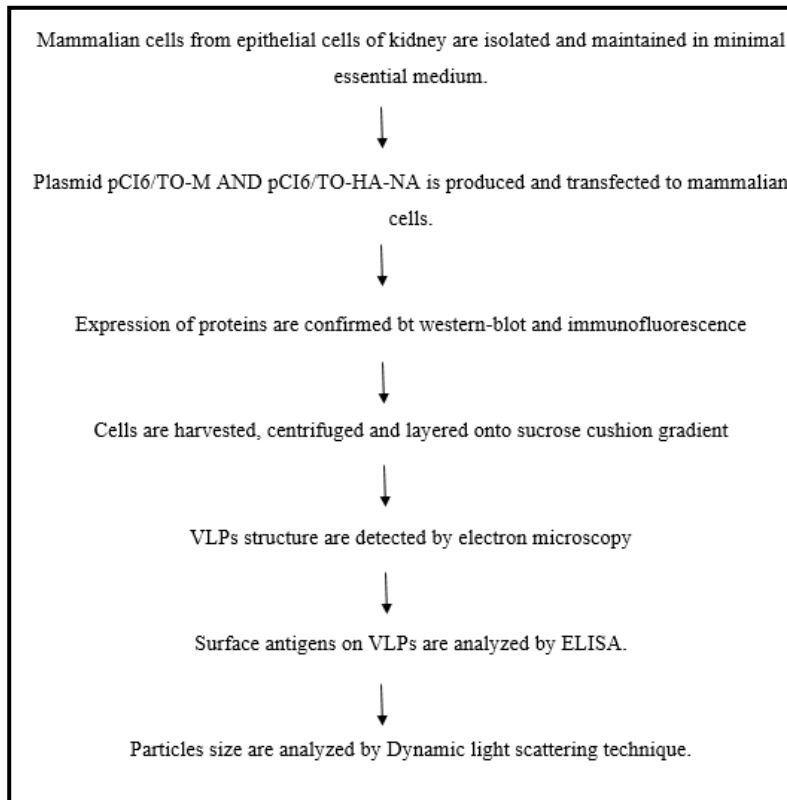 Mammalian cells from epithelial cells of kidney are isolated and maintained in minimal
essential medium.
Plasmid pCI6/TO-M AND pCI6/TO-HA-NA is produced and transfected to mammalian
cells.
Expression of proteins are confirmed bt western-blot and immunofluorescence
Cells are harvested, centrifuged and layered onto sucrose cushion gradient
VLPs structure are detected by electron microscopy
Surface antigens on VLPs are analyzed by ELISA.
Particles size are analyzed by Dynamic light scattering technique.